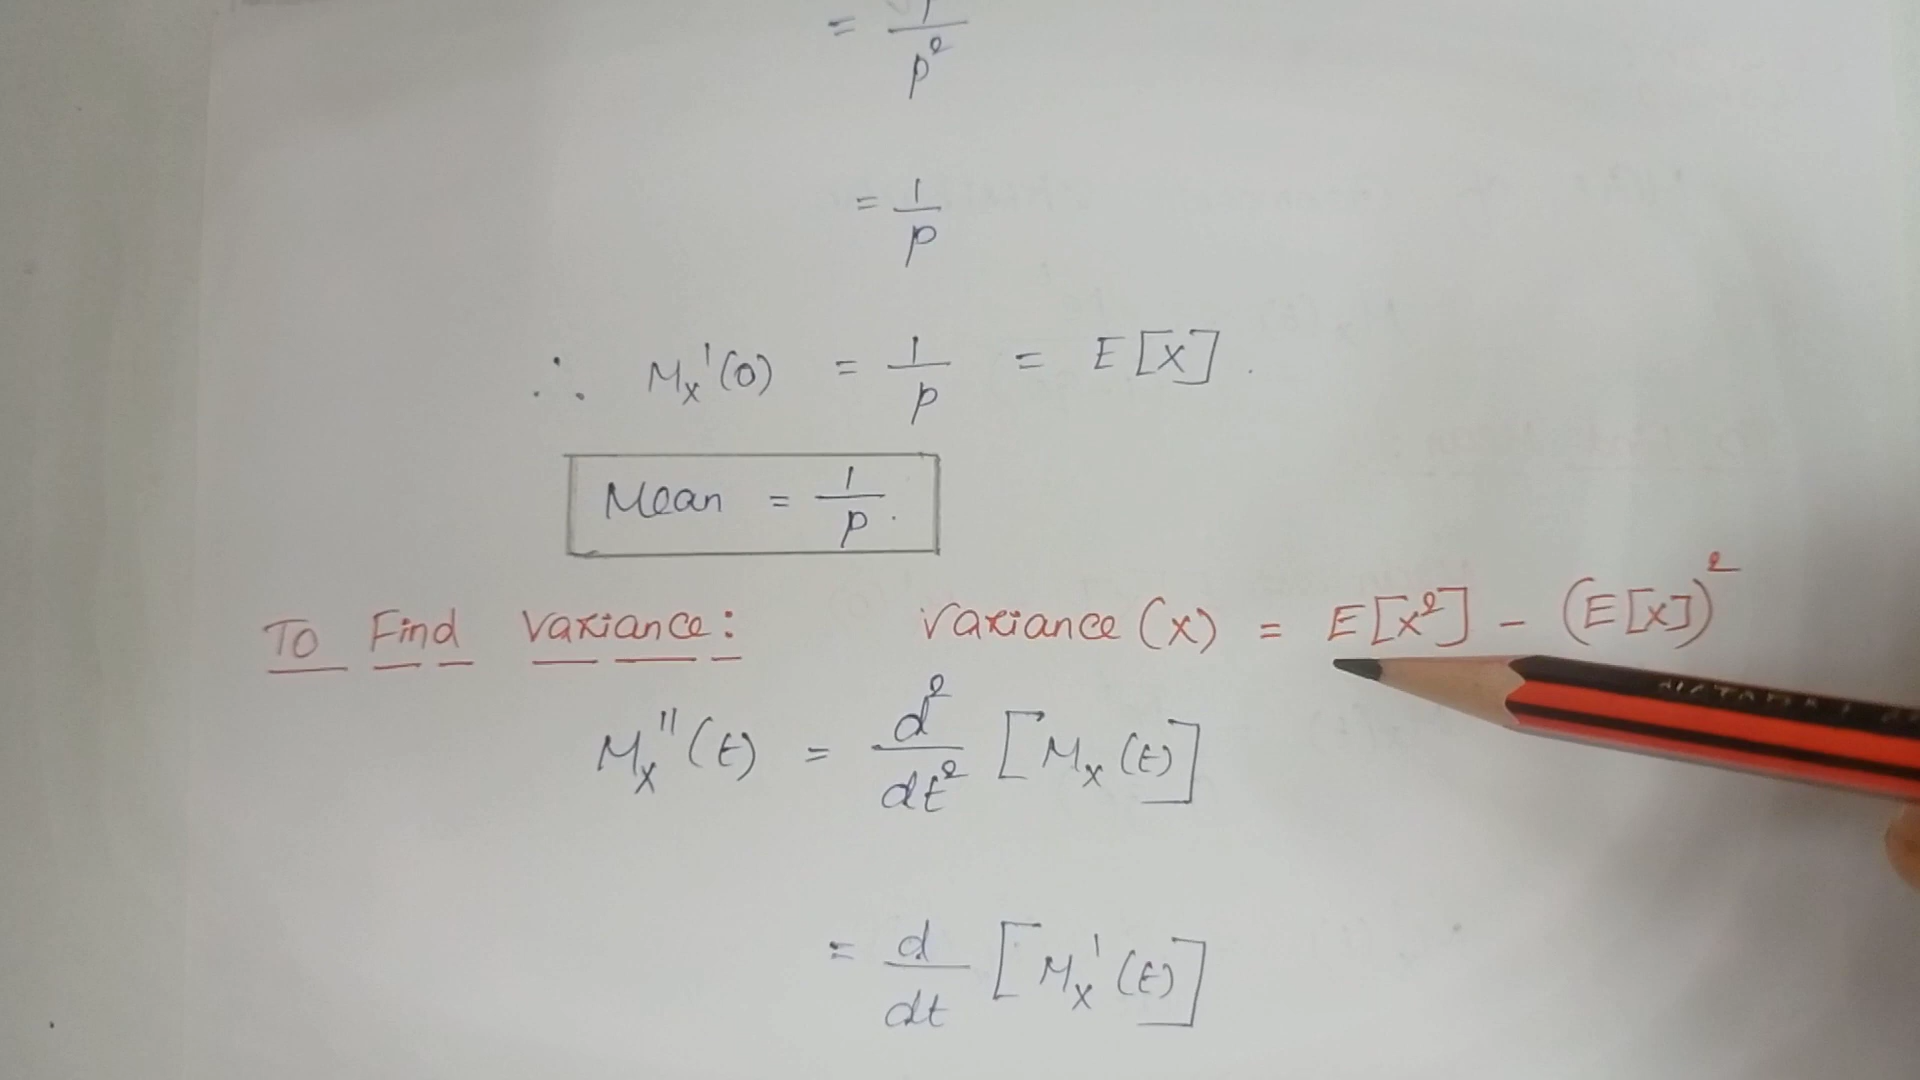 = 1/p²
= 1/p
∴ Mₓ'(0) = 1/p = E[X].
Mean = 1/p.
To Find Variance: Variance(x) = E[x²] - (E[x])²
Mₓ''(t) = d²/dt² [Mₓ(t)]
= d/dt [Mₓ'(t)]